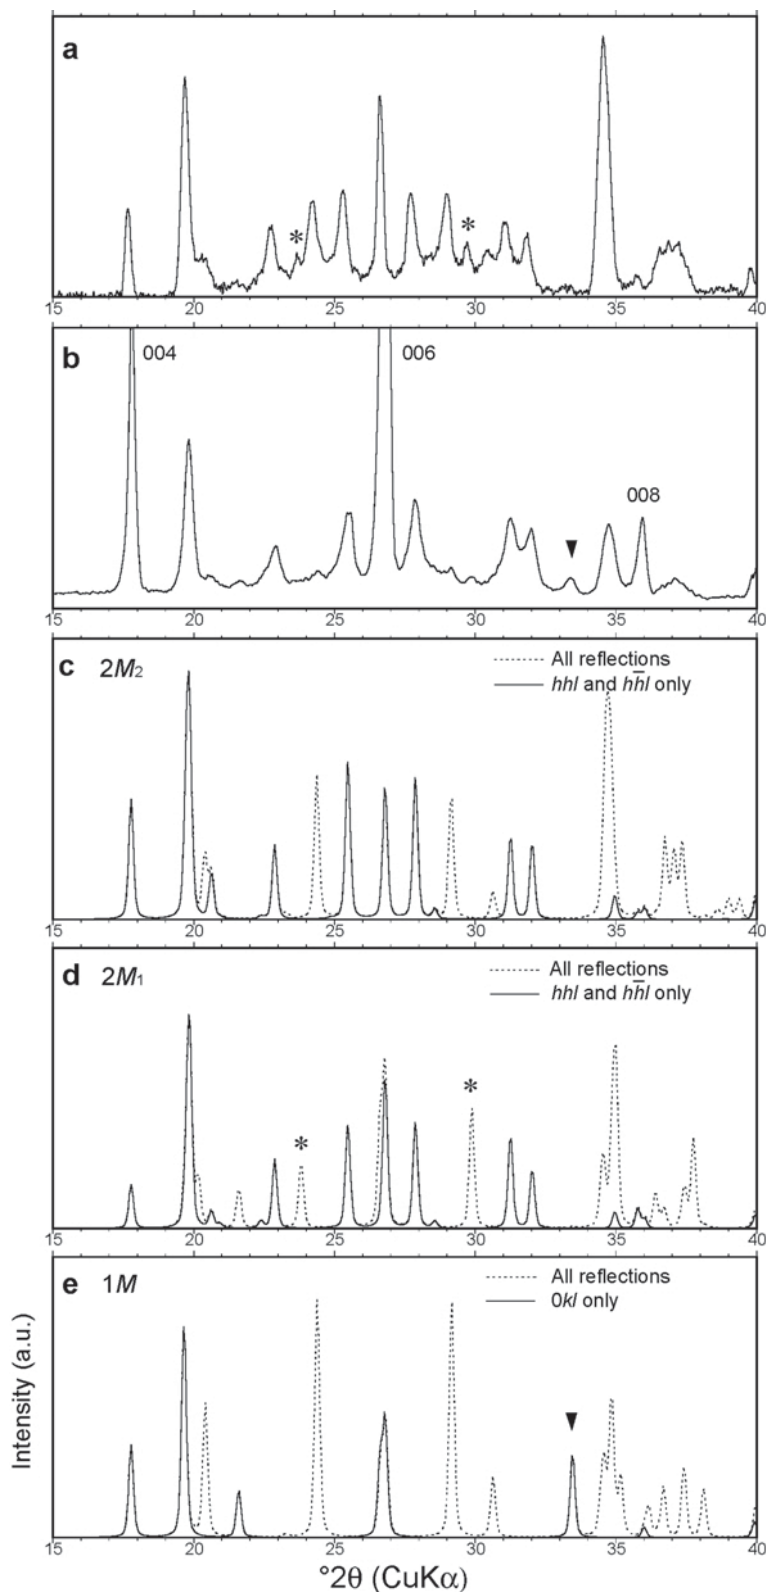 a
*
*
15 20 25 30 35 40
b
004
006
008
15 20 25 30 35 40
c 2M₂
All reflections
hhl and hh̅l only
15 20 25 30 35 40
d 2M₁
All reflections
hhl and hh̅l only
*
*
15 20 25 30 35 40
e 1M
All reflections
0kl only
Intensity (a.u.)
15 20 25 30 35 40
°2θ (CuKα)